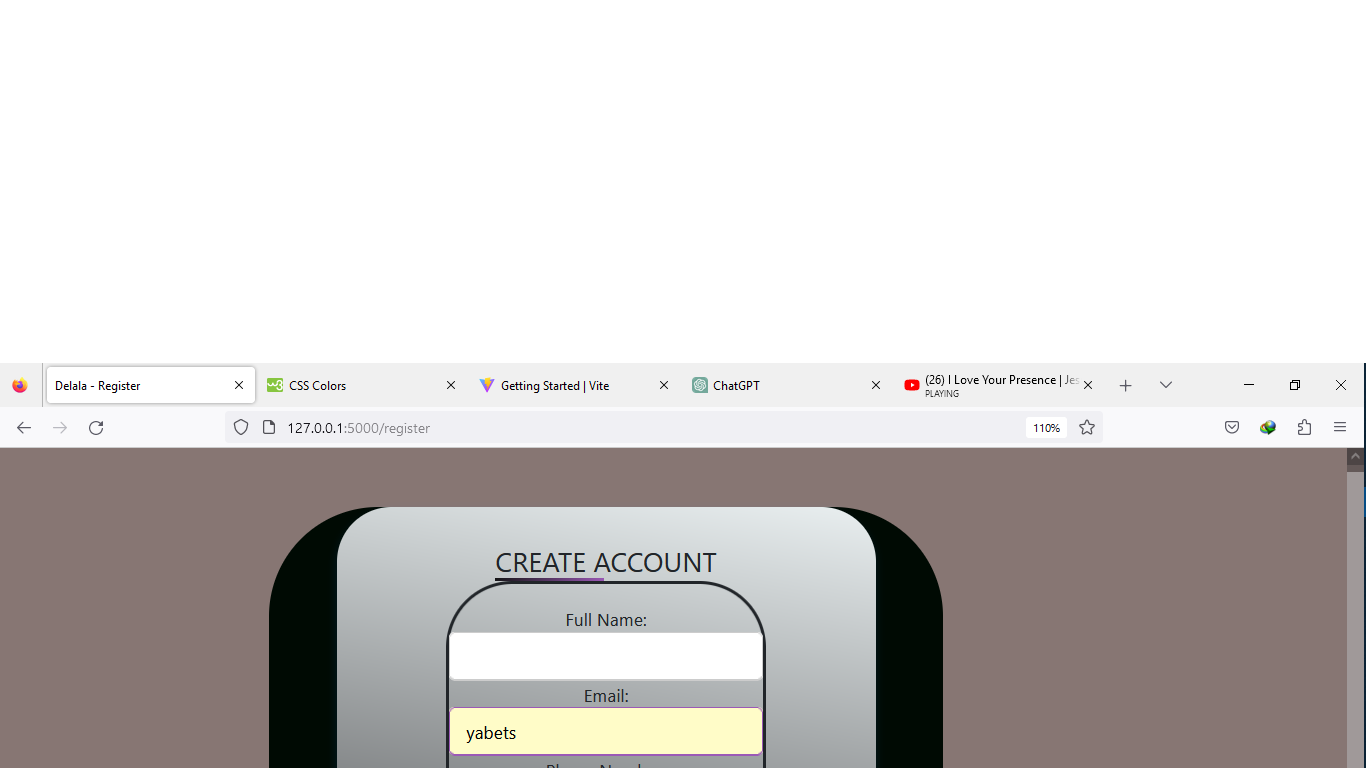 Delala - Register
CSS Colors
Getting Started | Vite
ChatGPT
(26) I Love Your Presence | Jes
PLAYING
127.0.0.1:5000/register
110%
CREATE ACCOUNT
Full Name:
Email:
yabets